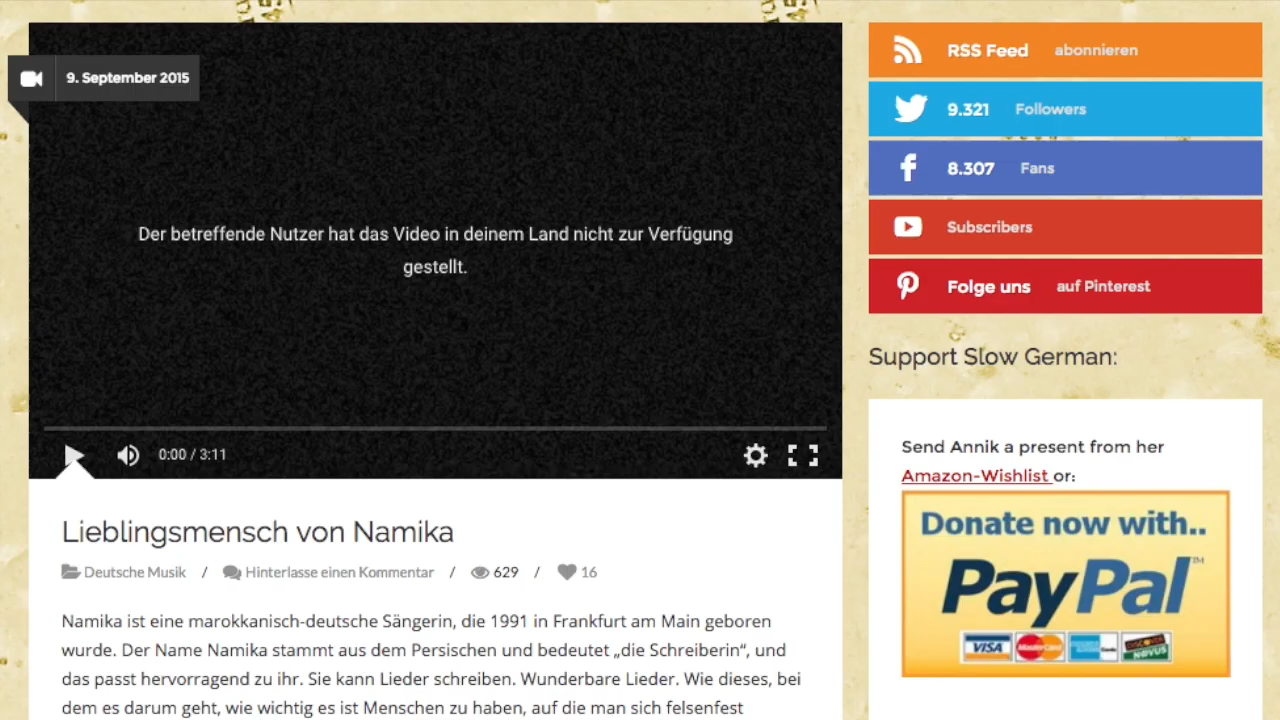 9. September 2015
Der betreffende Nutzer hat das Video in deinem Land nicht zur Verfügung
gestellt.
0:00 / 3:11
Lieblingsmensch von Namika
Deutsche Musik / Hinterlasse einen Kommentar / 629 / 16
Namika ist eine marokkanisch-deutsche Sängerin, die 1991 in Frankfurt am Main geboren
wurde. Der Name Namika stammt aus dem Persischen und bedeutet „die Schreiberin“, und
das passt hervorragend zu ihr. Sie kann Lieder schreiben. Wunderbare Lieder. Wie dieses, bei
dem es darum geht, wie wichtig es ist Menschen zu haben, auf die man sich felsenfest
RSS Feed abonnieren
9.321 Followers
8.307 Fans
Subscribers
Folge uns auf Pinterest
Support Slow German:
Send Annik a present from her
Amazon-Wishlist or:
Donate now with..
PayPal™
VISA MasterCard DISCOVER NOVUS